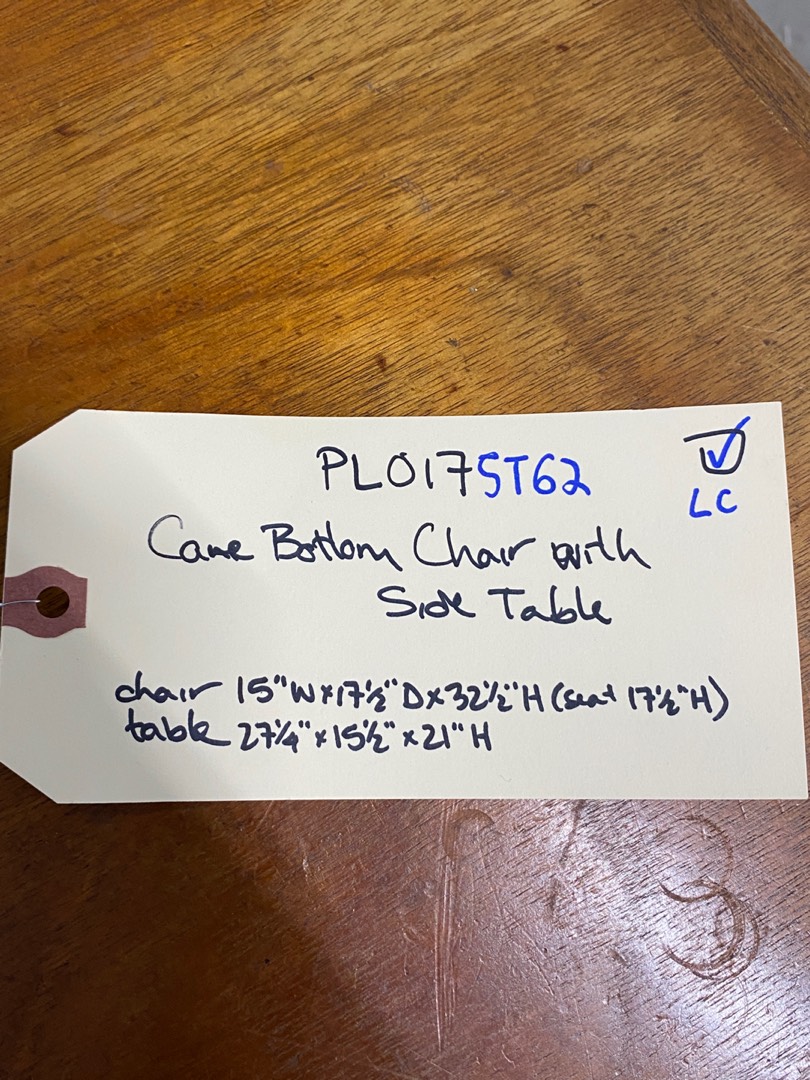 PL0175T62
LC
Cane Bottom Chair with
Side Table
chair 15" W x 17½" D x 32½" H (seat 17½" H)
table 27¼" x 15½" x 21" H